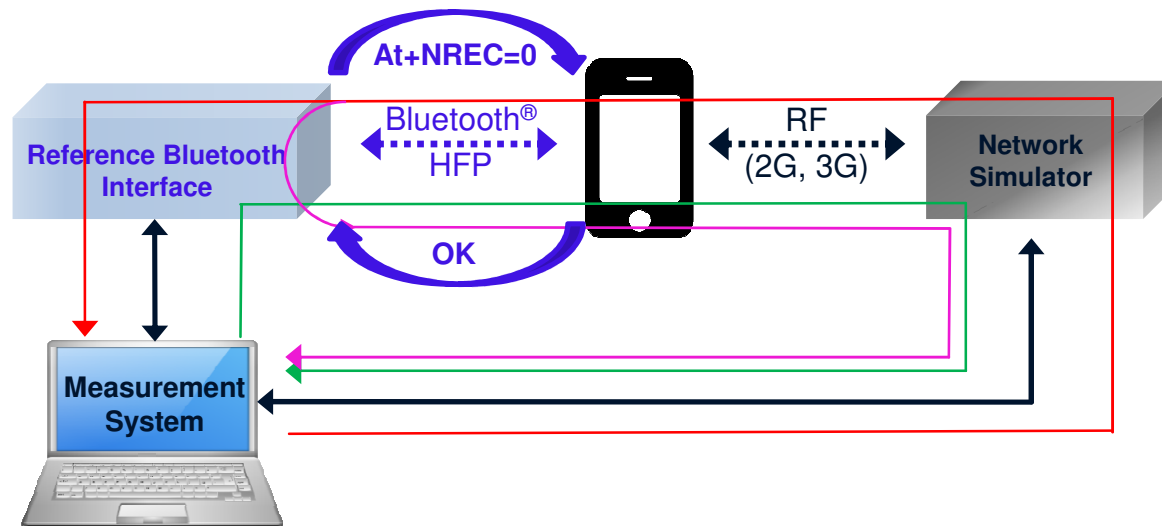 At+NREC=0
Reference Bluetooth
Interface
Bluetooth®
HFP
RF
(2G, 3G)
Network
Simulator
OK
Measurement
System